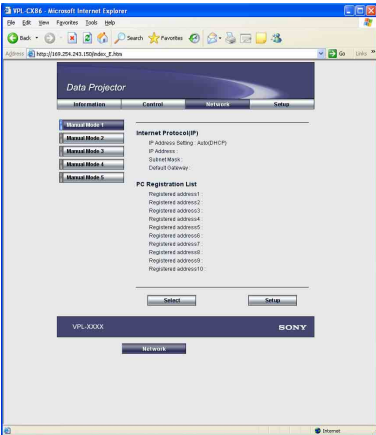 VPL-CX86 - Microsoft Internet Explorer
File Edit View Favorites Tools Help
Back Search Favorites
Address http://169.254.243.150/index_E.htm Go Links »
Data Projector
Information Control Network Setup
Manual Mode 1
Manual Mode 2
Manual Mode 3
Manual Mode 4
Manual Mode 5
Internet Protocol(IP)
IP Address Setting : Auto(DHCP)
IP Address :
Subnet Mask :
Default Gateway :
PC Registration List
Registered address1 :
Registered address2 :
Registered address3 :
Registered address4 :
Registered address5 :
Registered address6 :
Registered address7 :
Registered address8 :
Registered address9 :
Registered address10 :
Select Setup
VPL-XXXX SONY
Network
Internet